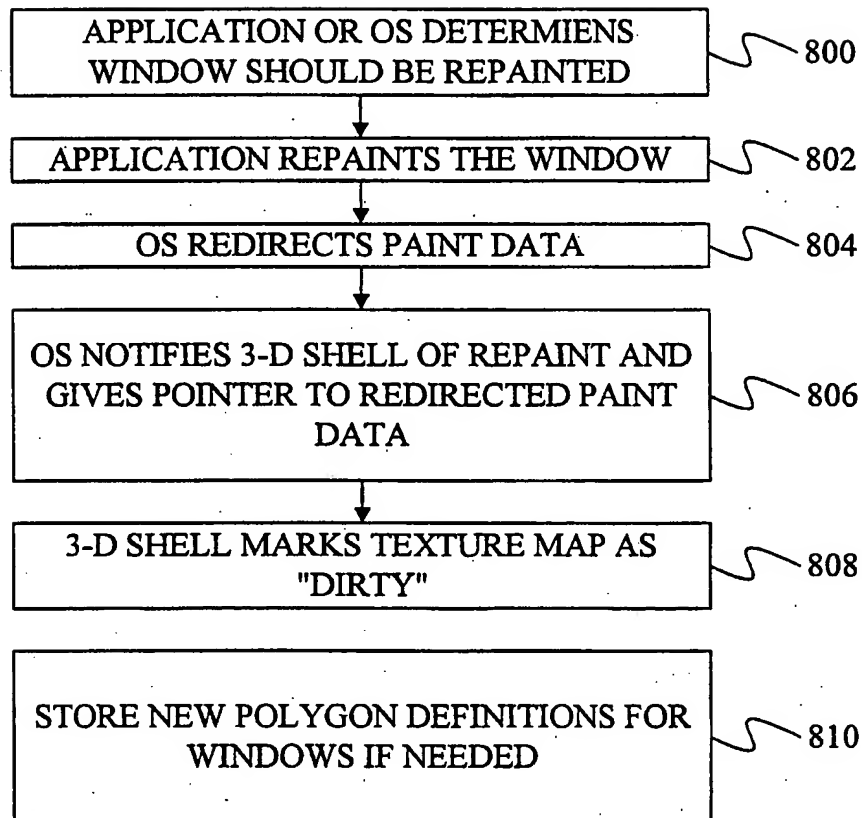 APPLICATION OR OS DETERMIENS
WINDOW SHOULD BE REPAINTED
800
APPLICATION REPAINTS THE WINDOW
802
OS REDIRECTS PAINT DATA
804
OS NOTIFIES 3-D SHELL OF REPAINT AND
GIVES POINTER TO REDIRECTED PAINT
DATA
806
3-D SHELL MARKS TEXTURE MAP AS
"DIRTY"
808
STORE NEW POLYGON DEFINITIONS FOR
WINDOWS IF NEEDED
810